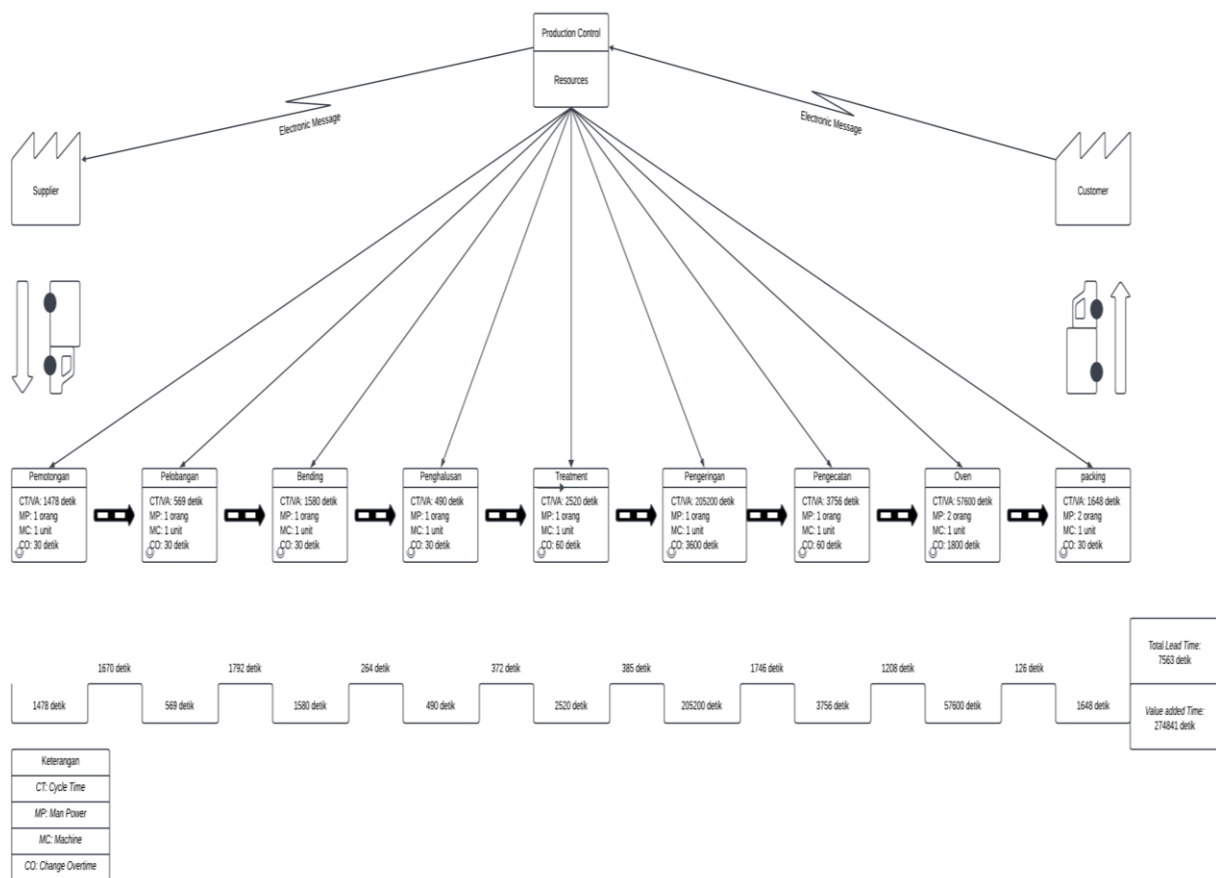 Production Control
Resources
Electronic Message
Electronic Message
Supplier
Customer
Pemotongan
CT/VA: 1478 detik
MP: 1 orang
MC: 1 unit
CO: 30 detik
Pelobangan
CT/VA: 569 detik
MP: 1 orang
MC: 1 unit
CO: 30 detik
Bending
CT/VA: 1580 detik
MP: 1 orang
MC: 1 unit
CO: 30 detik
Penghalusan
CT/VA: 490 detik
MP: 1 orang
MC: 1 unit
CO: 30 detik
Treatment
CT/VA: 2520 detik
MP: 1 orang
MC: 1 unit
CO: 60 detik
Pengeringan
CT/VA: 205200 detik
MP: 1 orang
MC: 1 unit
CO: 3600 detik
Pengecatan
CT/VA: 3756 detik
MP: 1 orang
MC: 1 unit
CO: 60 detik
Oven
CT/VA: 57600 detik
MP: 2 orang
MC: 1 unit
CO: 1800 detik
packing
CT/VA: 1648 detik
MP: 2 orang
MC: 1 unit
CO: 30 detik
1670 detik
1792 detik
264 detik
372 detik
385 detik
1746 detik
1208 detik
126 detik
1478 detik
569 detik
1580 detik
490 detik
2520 detik
205200 detik
3756 detik
57600 detik
1648 detik
Total Lead Time:
7563 detik
Value added Time:
274841 detik
Keterangan
CT: Cycle Time
MP: Man Power
MC: Machine
CO: Change Overtime